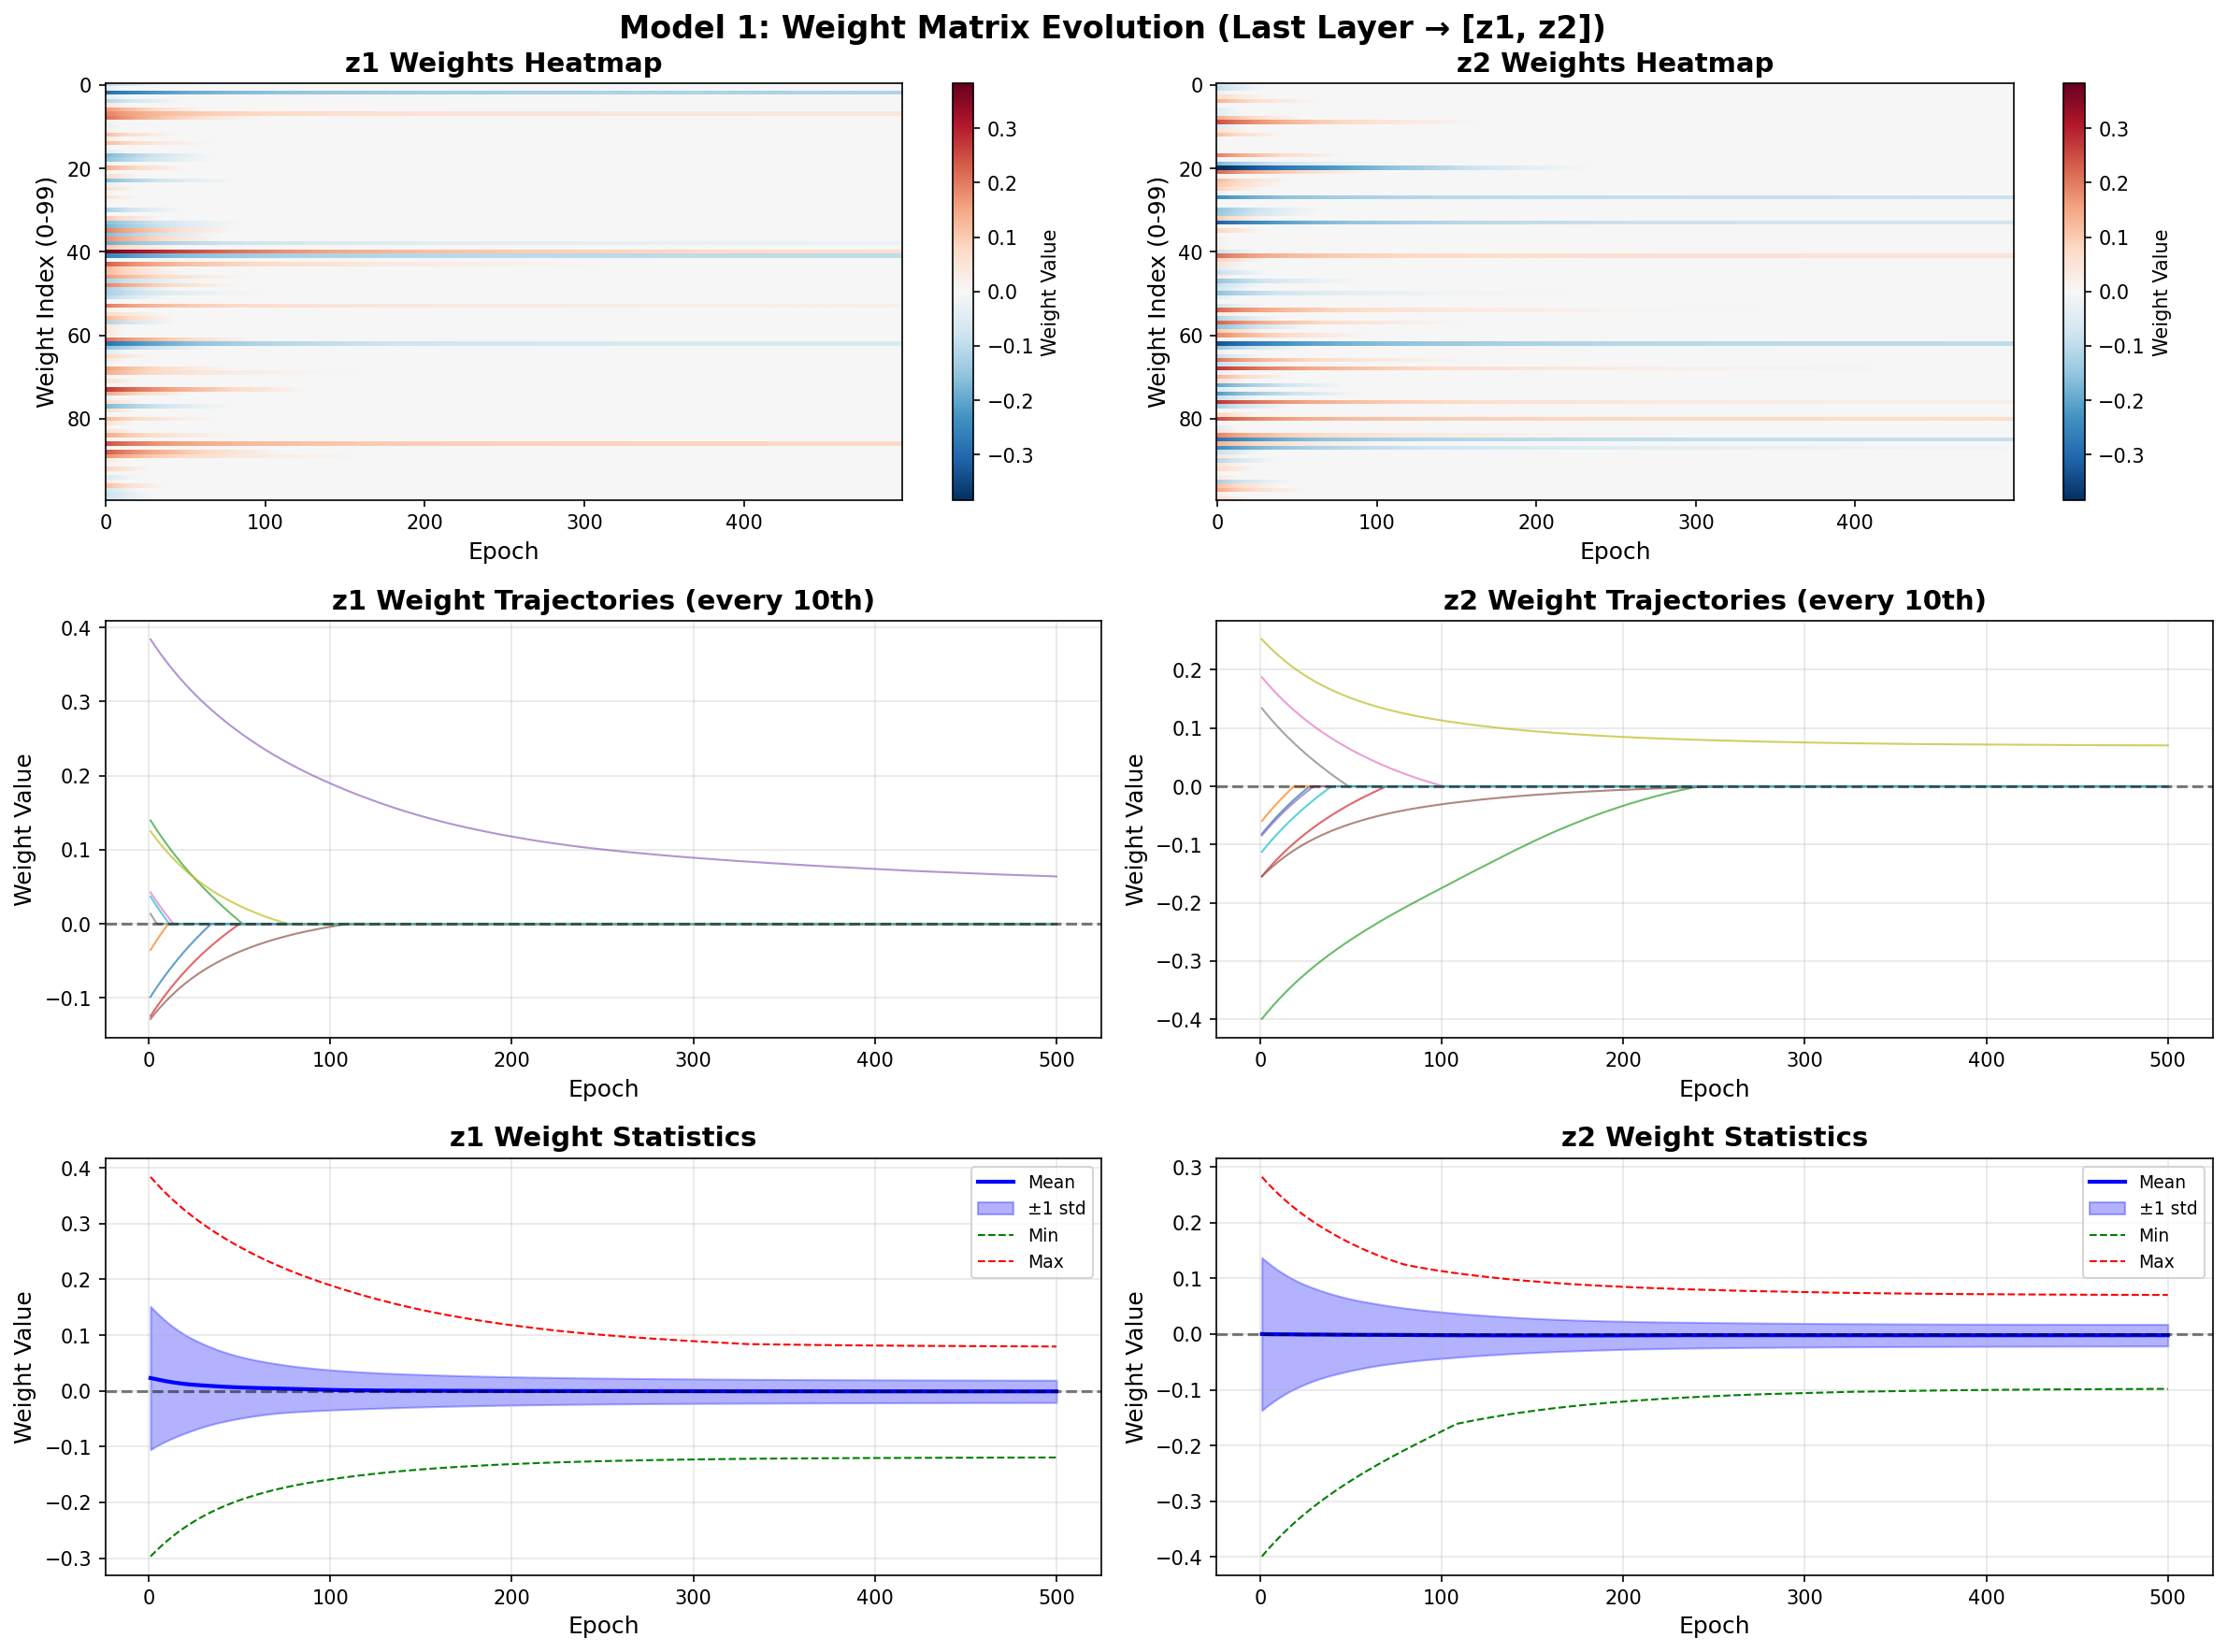 Model 1: Weight Matrix Evolution (Last Layer → [z1, z2])
z1 Weights Heatmap
0
20
40
60
80
Weight Index (0-99)
0 100 200 300 400
Epoch
0.3
0.2
0.1
0.0
−0.1
−0.2
−0.3
Weight Value
z2 Weights Heatmap
0
20
40
60
80
Weight Index (0-99)
0 100 200 300 400
Epoch
0.3
0.2
0.1
0.0
−0.1
−0.2
−0.3
Weight Value
z1 Weight Trajectories (every 10th)
0.4
0.3
0.2
0.1
0.0
−0.1
Weight Value
0 100 200 300 400 500
Epoch
z2 Weight Trajectories (every 10th)
0.2
0.1
0.0
−0.1
−0.2
−0.3
−0.4
Weight Value
0 100 200 300 400 500
Epoch
z1 Weight Statistics
0.4
0.3
0.2
0.1
0.0
−0.1
−0.2
−0.3
Weight Value
Mean
±1 std
Min
Max
0 100 200 300 400 500
Epoch
z2 Weight Statistics
0.3
0.2
0.1
0.0
−0.1
−0.2
−0.3
−0.4
Weight Value
Mean
±1 std
Min
Max
0 100 200 300 400 500
Epoch